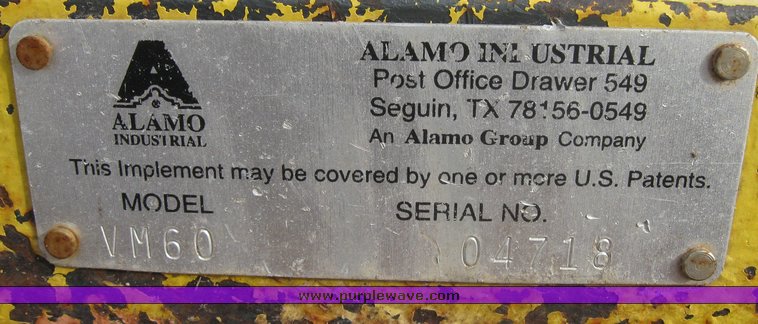 ALAMO
INDUSTRIAL
ALAMO INDUSTRIAL
Post Office Drawer 549
Seguin, TX 78156-0549
An Alamo Group Company
This Implement may be covered by one or more U.S. Patents.
MODEL SERIAL NO.
VM60 04718
www.purplewave.com